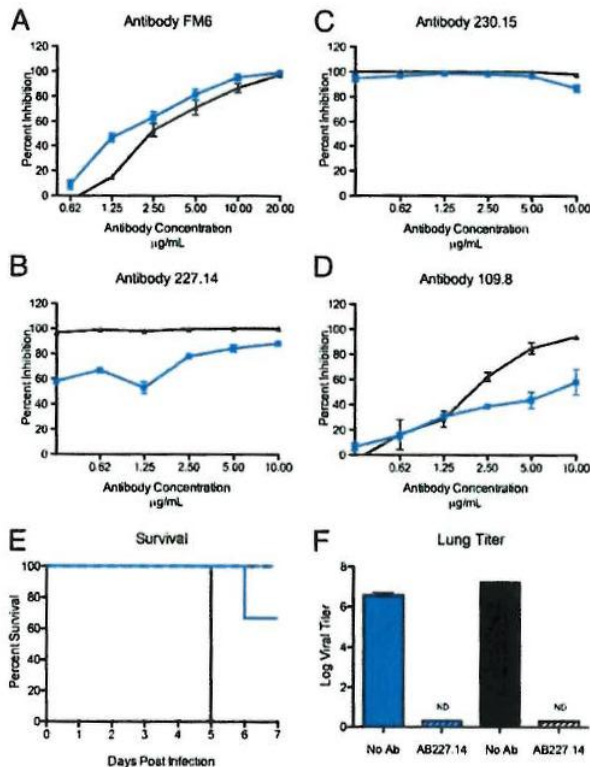 A
Antibody FM6
Percent Inhibition
120
100
80
60
40
20
0
0.62 1.25 2.50 5.00 10.00 20.00
Antibody Concentration
µg/mL
C
Antibody 230.15
Percent Inhibition
120
100
80
60
40
20
0
0.62 1.25 2.50 5.00 10.00
Antibody Concentration
µg/mL
B
Antibody 227.14
Percent Inhibition
120
100
80
60
40
20
0
0.62 1.25 2.50 5.00 10.00
Antibody Concentration
µg/mL
D
Antibody 109.8
Percent Inhibition
120
100
80
60
40
20
0
0.62 1.25 2.50 5.00 10.00
Antibody Concentration
µg/mL
E
Survival
Percent Survival
100
80
60
40
20
0
0 1 2 3 4 5 6 7
Days Post Infection
F
Lung Titer
Log Viral Titer
8
6
4
2
0
ND
ND
No Ab AB227.14 No Ab AB227.14